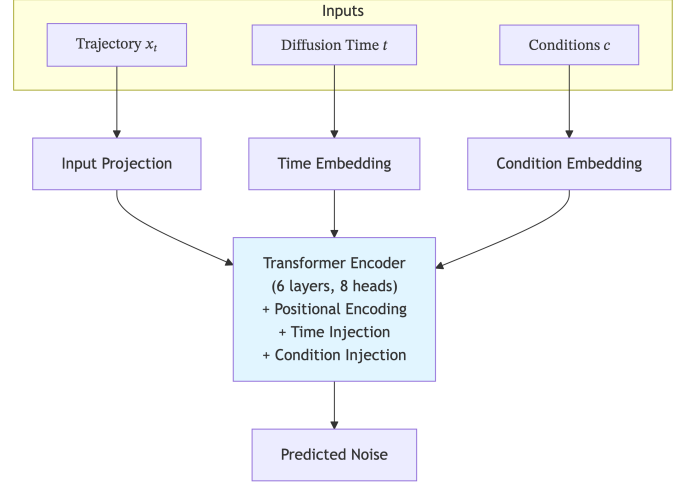 Inputs
Trajectory xₜ
Diffusion Time t
Conditions c
Input Projection
Time Embedding
Condition Embedding
Transformer Encoder
(6 layers, 8 heads)
+ Positional Encoding
+ Time Injection
+ Condition Injection
Predicted Noise